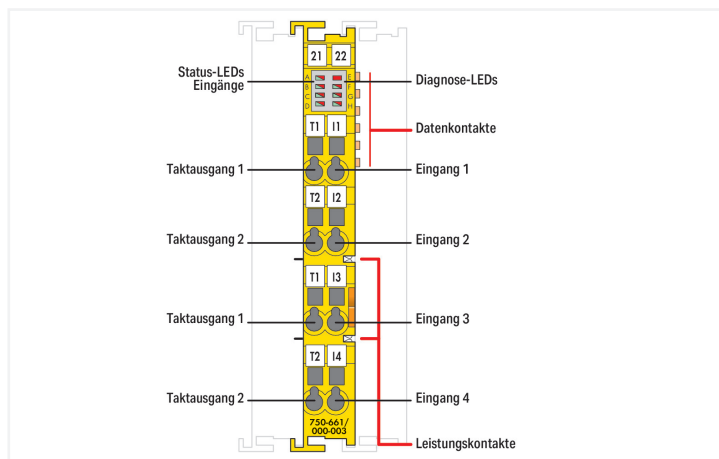 21 22
Status-LEDs
Eingänge
A E
B F
C G
D H
Diagnose-LEDs
Datenkontakte
T1 I1
Taktausgang 1
Eingang 1
T2 I2
Taktausgang 2
Eingang 2
T1 I3
Taktausgang 1
Eingang 3
T2 I4
Taktausgang 2
Eingang 4
750-661/
000-003
Leistungskontakte